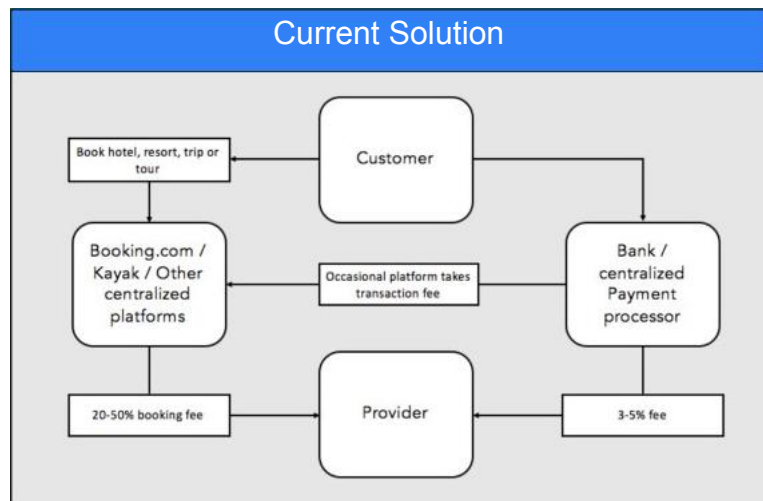 Current Solution
Customer
Book hotel, resort, trip or
tour
Booking.com /
Kayak / Other
centralized
platforms
Occasional platform takes
transaction fee
Bank /
centralized
Payment
processor
20-50% booking fee
Provider
3-5% fee